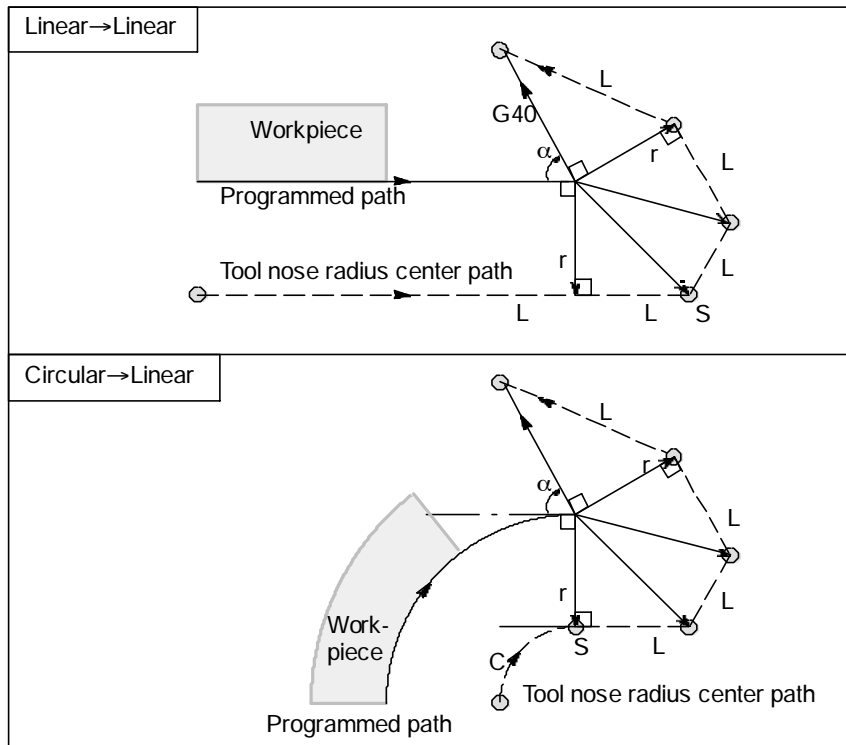 Linear→Linear
L
G40
Workpiece
α
r
L
Programmed path
r
Tool nose radius center path
L
L
L
S
Circular→Linear
L
α
r
L
r
L
Work-
piece
S
L
C
Tool nose radius center path
Programmed path